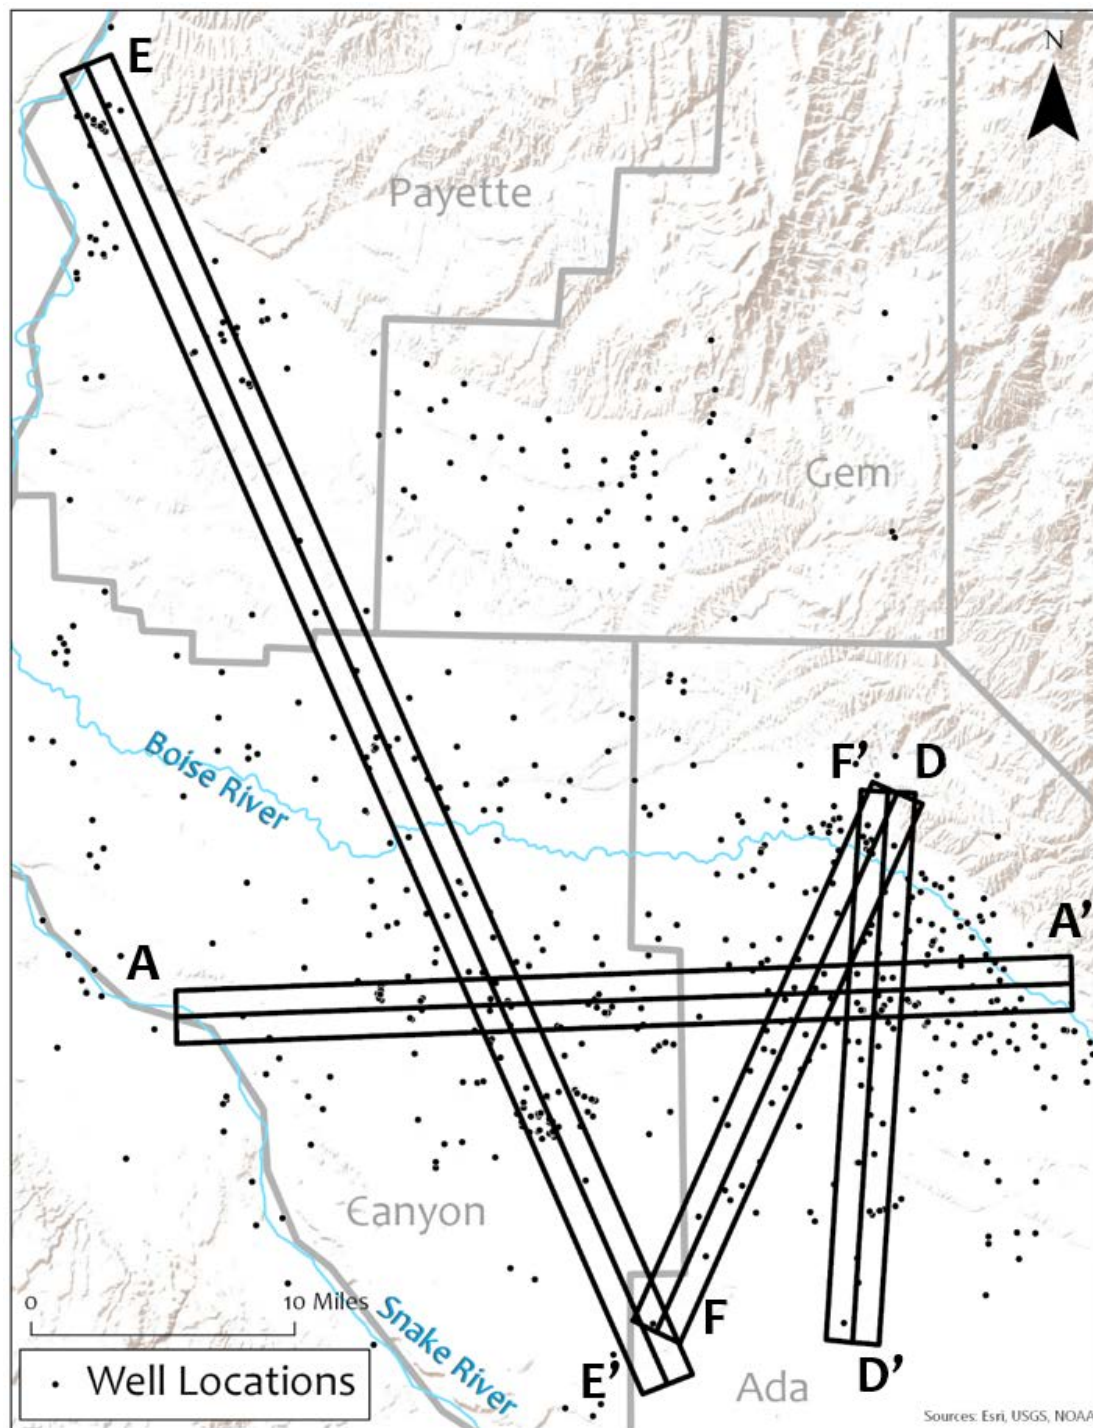 E
N
Payette
Gem
Boise River
F’ D
A’
A
Canyon
0 10 Miles
Snake River
F
E’
D’
Ada
Well Locations
Sources: Esri, USGS, NOAA